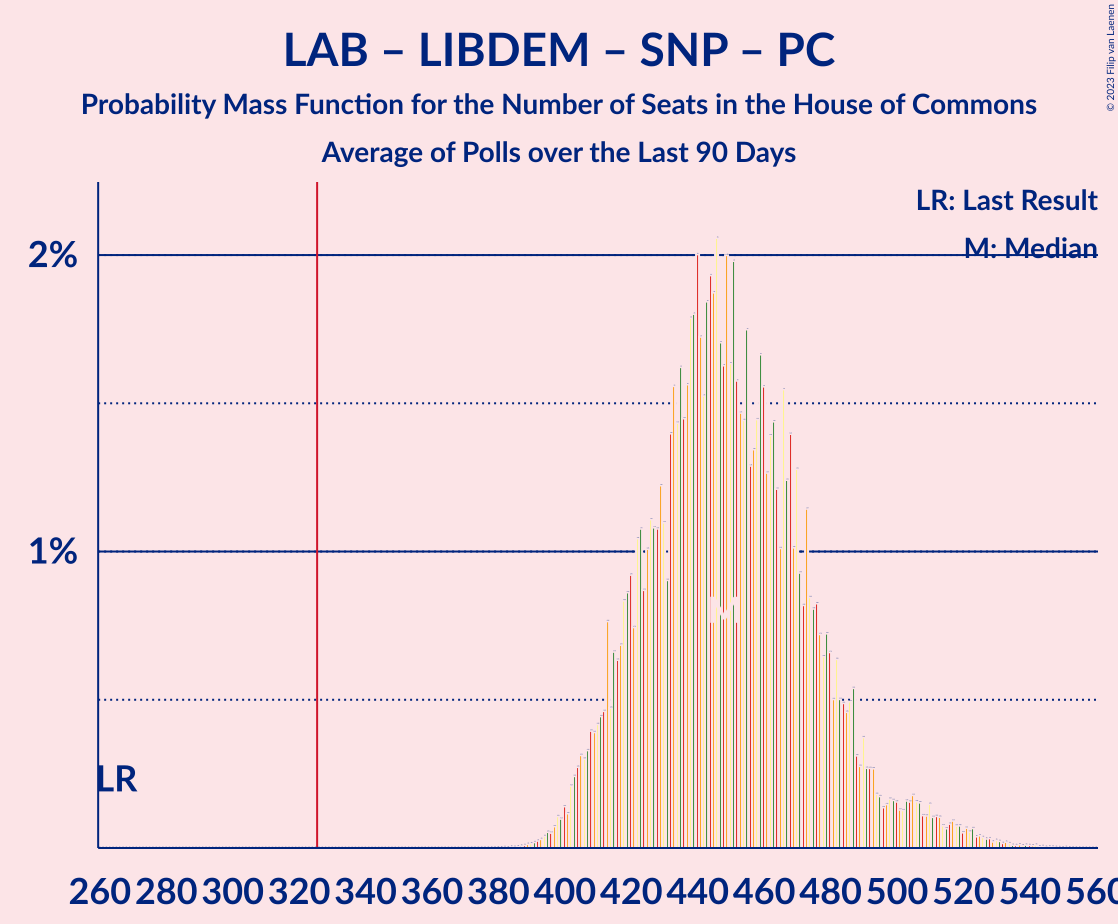 LAB – LIBDEM – SNP – PC
Probability Mass Function for the Number of Seats in the House of Commons
Average of Polls over the Last 90 Days
© 2023 Filip van Laenen
LR: Last Result
M: Median
2%
1%
M
LR
260 280 300 320 340 360 380 400 420 440 460 480 500 520 540 560